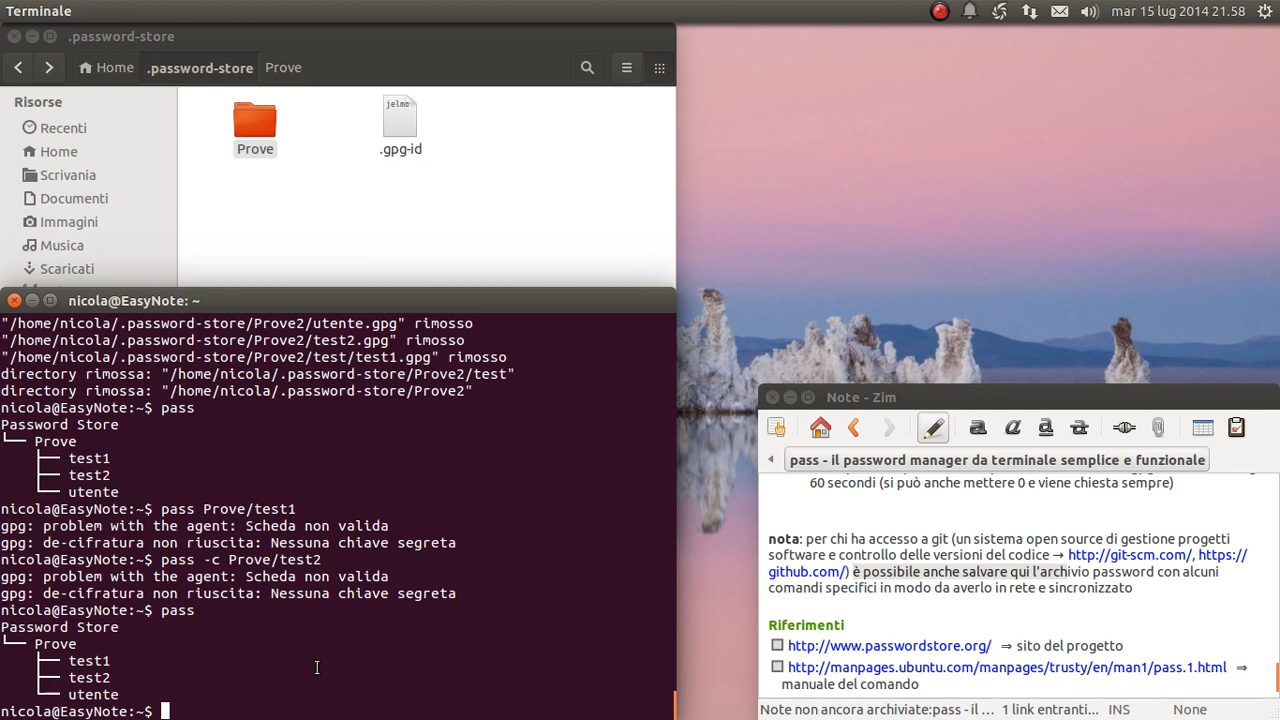 Terminale
mar 15 lug 2014 21.58
.password-store
Home
.password-store
Prove
Risorse
Recenti
Home
Scrivania
Documenti
Immagini
Musica
Scaricati
jelmo
Prove
.gpg-id
nicola@EasyNote: ~
"/home/nicola/.password-store/Prove2/utente.gpg" rimosso
"/home/nicola/.password-store/Prove2/test2.gpg" rimosso
"/home/nicola/.password-store/Prove2/test/test1.gpg" rimosso
directory rimossa: "/home/nicola/.password-store/Prove2/test"
directory rimossa: "/home/nicola/.password-store/Prove2"
nicola@EasyNote:~$ pass
Password Store
└── Prove
├── test1
├── test2
└── utente
nicola@EasyNote:~$ pass Prove/test1
gpg: problem with the agent: Scheda non valida
gpg: de-cifratura non riuscita: Nessuna chiave segreta
nicola@EasyNote:~$ pass -c Prove/test2
gpg: problem with the agent: Scheda non valida
gpg: de-cifratura non riuscita: Nessuna chiave segreta
nicola@EasyNote:~$ pass
Password Store
└── Prove
├── test1
├── test2
└── utente
nicola@EasyNote:~$
Note - Zim
pass - il password manager da terminale semplice e funzionale
60 secondi (si può anche mettere 0 e viene chiesta sempre)
nota: per chi ha accesso a git (un sistema open source di gestione progetti
software e controllo delle versioni del codice → http://git-scm.com/, https://
github.com/) è possibile anche salvare qui l'archivio password con alcuni
comandi specifici in modo da averlo in rete e sincronizzato
Riferimenti
http://www.passwordstore.org/ ⇒ sito del progetto
http://manpages.ubuntu.com/manpages/trusty/en/man1/pass.1.html ⇒
manuale del comando
Note non ancora archiviate:pass - il ...
1 link entranti...
INS
None